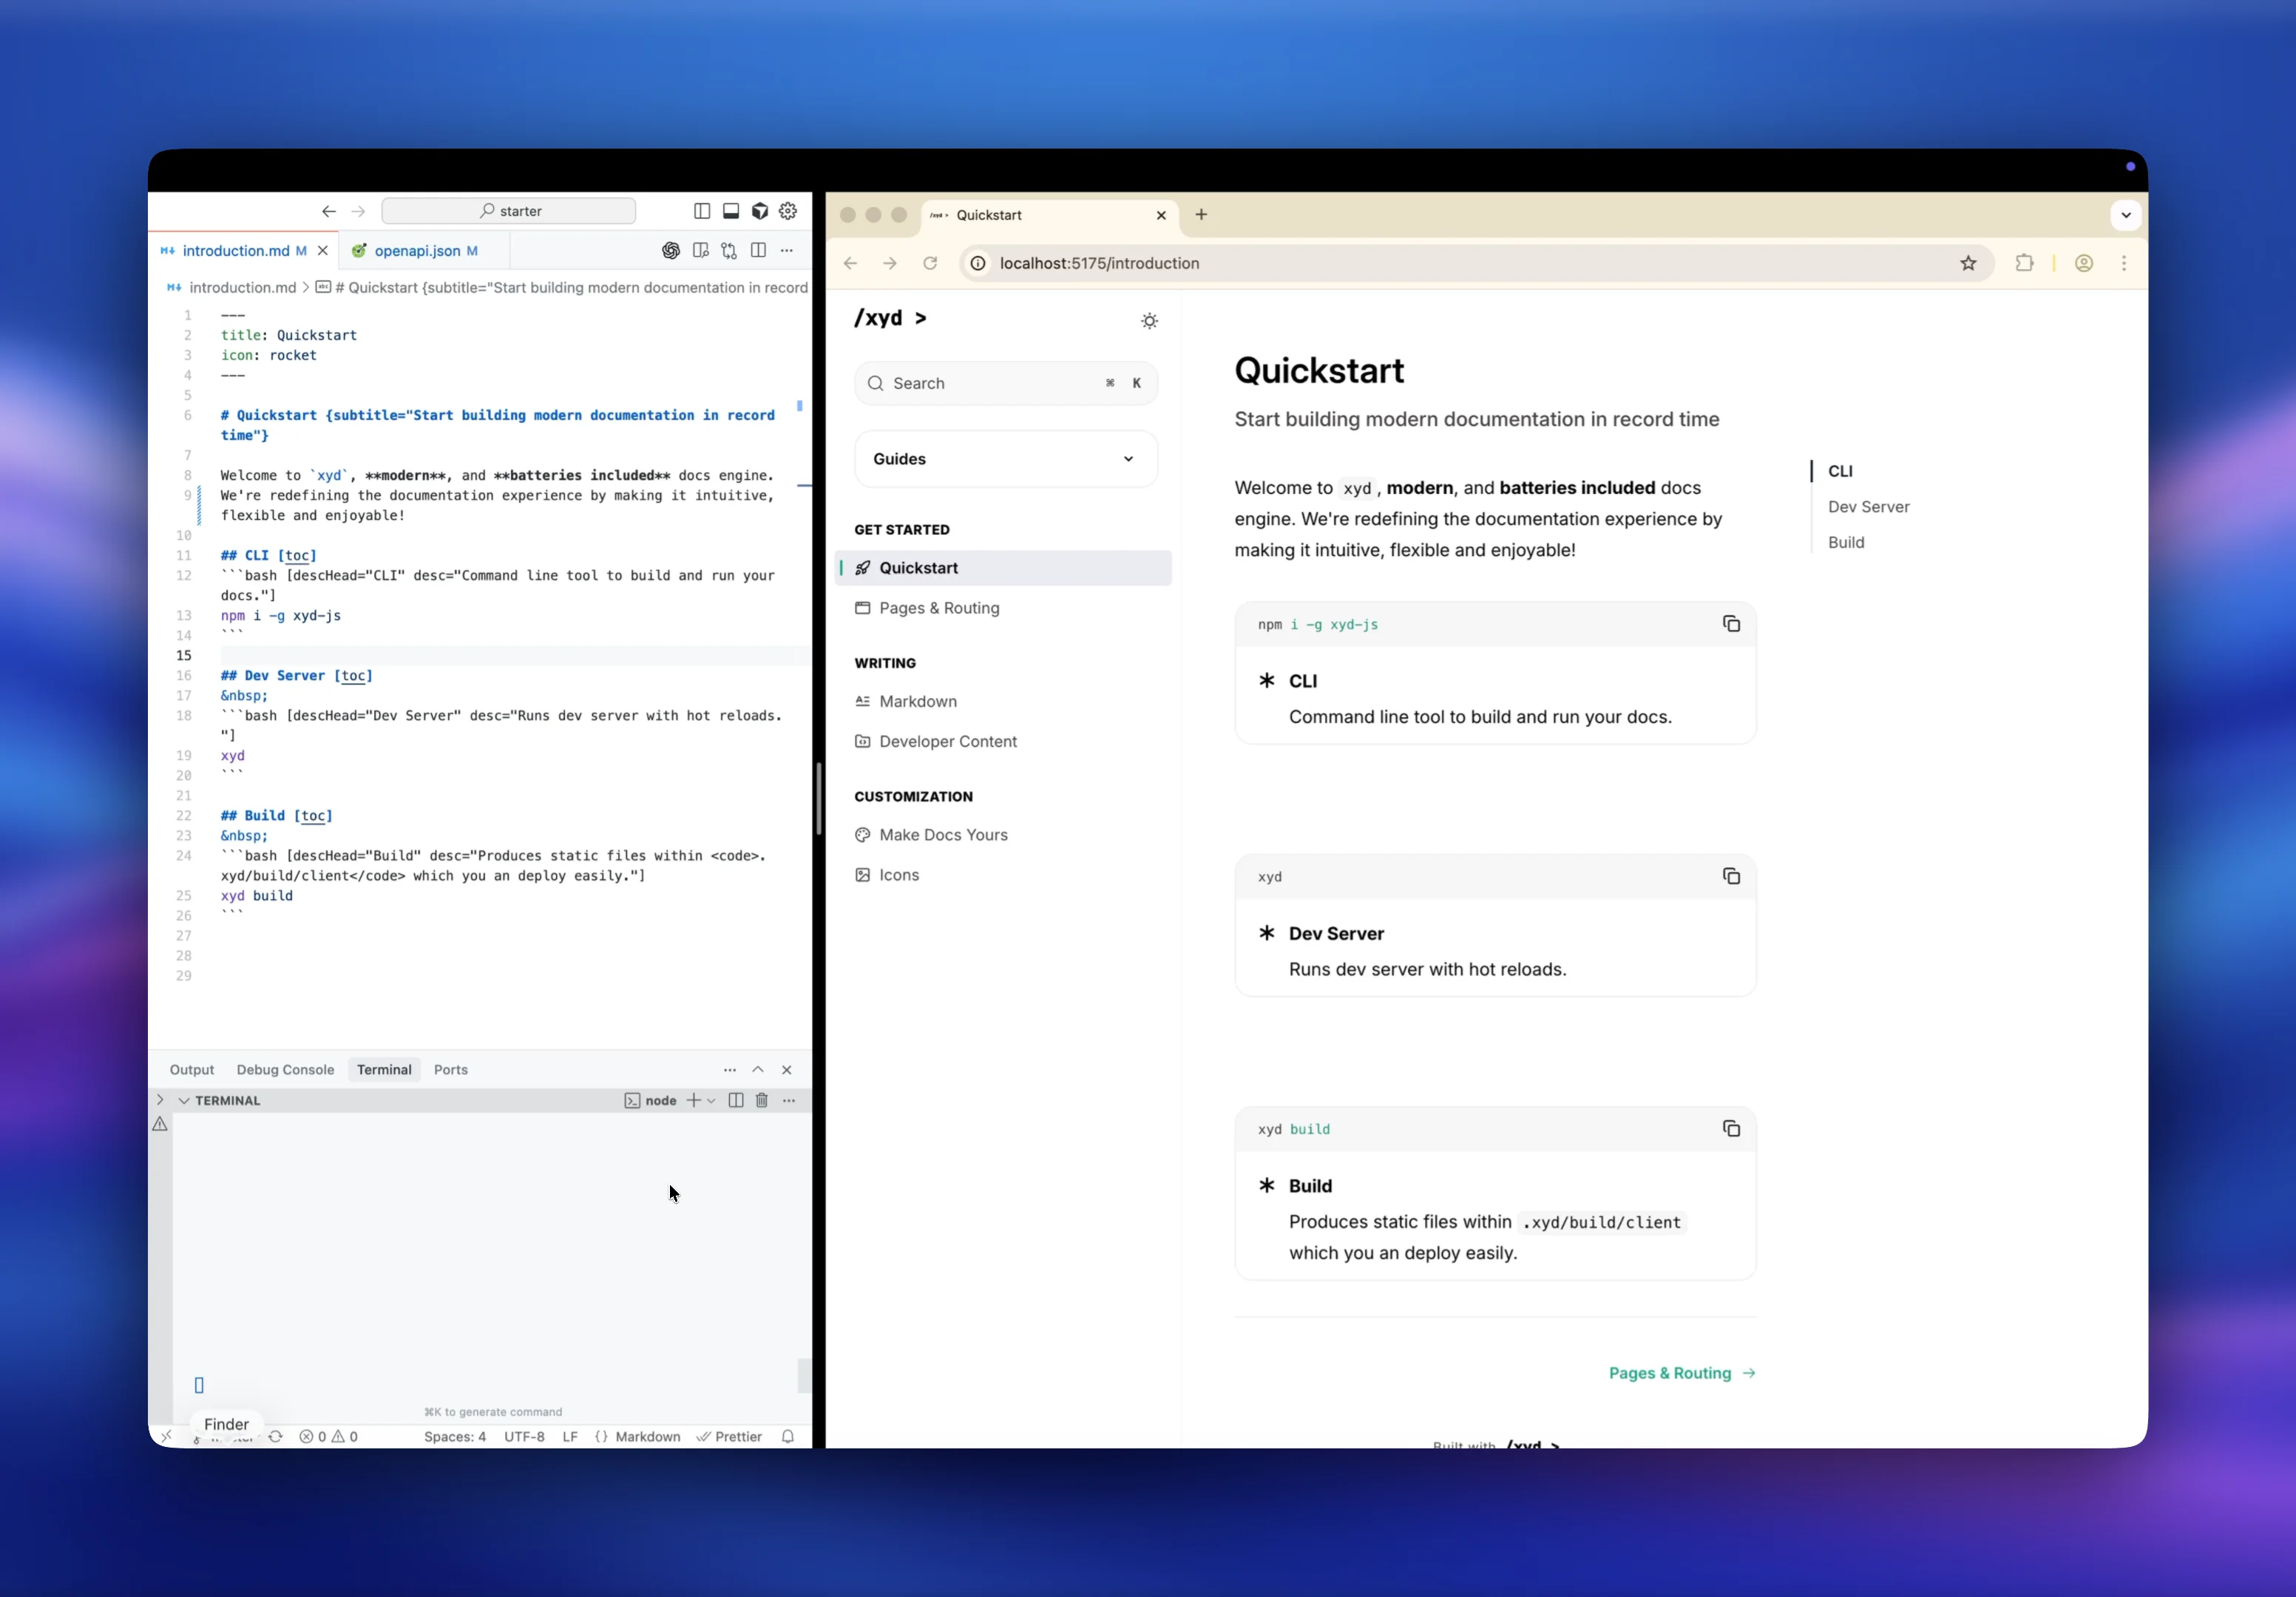 starter
introduction.md M
openapi.json M
introduction.md > # Quickstart {subtitle="Start building modern documentation in record
1 ---
2 title: Quickstart
3 icon: rocket
4 ---
5
6 # Quickstart {subtitle="Start building modern documentation in record
time"}
7
8 Welcome to `xyd`, **modern**, and **batteries included** docs engine.
9 We're redefining the documentation experience by making it intuitive,
flexible and enjoyable!
10
11 ## CLI [toc]
12 ```bash [descHead="CLI" desc="Command line tool to build and run your
docs."]
13 npm i -g xyd-js
14 ```
15
16 ## Dev Server [toc]
17 &nbsp;
18 ```bash [descHead="Dev Server" desc="Runs dev server with hot reloads.
"]
19 xyd
20 ```
21
22 ## Build [toc]
23 &nbsp;
24 ```bash [descHead="Build" desc="Produces static files within <code>.
xyd/build/client</code> which you an deploy easily."]
25 xyd build
26 ```
27
28
29
Output Debug Console Terminal Ports
TERMINAL
node
⌘K to generate command
Finder
0 0 Spaces: 4 UTF-8 LF {} Markdown Prettier
/xyd > Quickstart
localhost:5175/introduction
/xyd >
Search ⌘ K
Guides
GET STARTED
Quickstart
Pages & Routing
WRITING
Markdown
Developer Content
CUSTOMIZATION
Make Docs Yours
Icons
Quickstart
Start building modern documentation in record time
Welcome to xyd, modern, and batteries included docs
engine. We're redefining the documentation experience by
making it intuitive, flexible and enjoyable!
npm i -g xyd-js
CLI
Command line tool to build and run your docs.
xyd
Dev Server
Runs dev server with hot reloads.
xyd build
Build
Produces static files within .xyd/build/client
which you an deploy easily.
Pages & Routing →
Built with /xyd >
CLI
Dev Server
Build